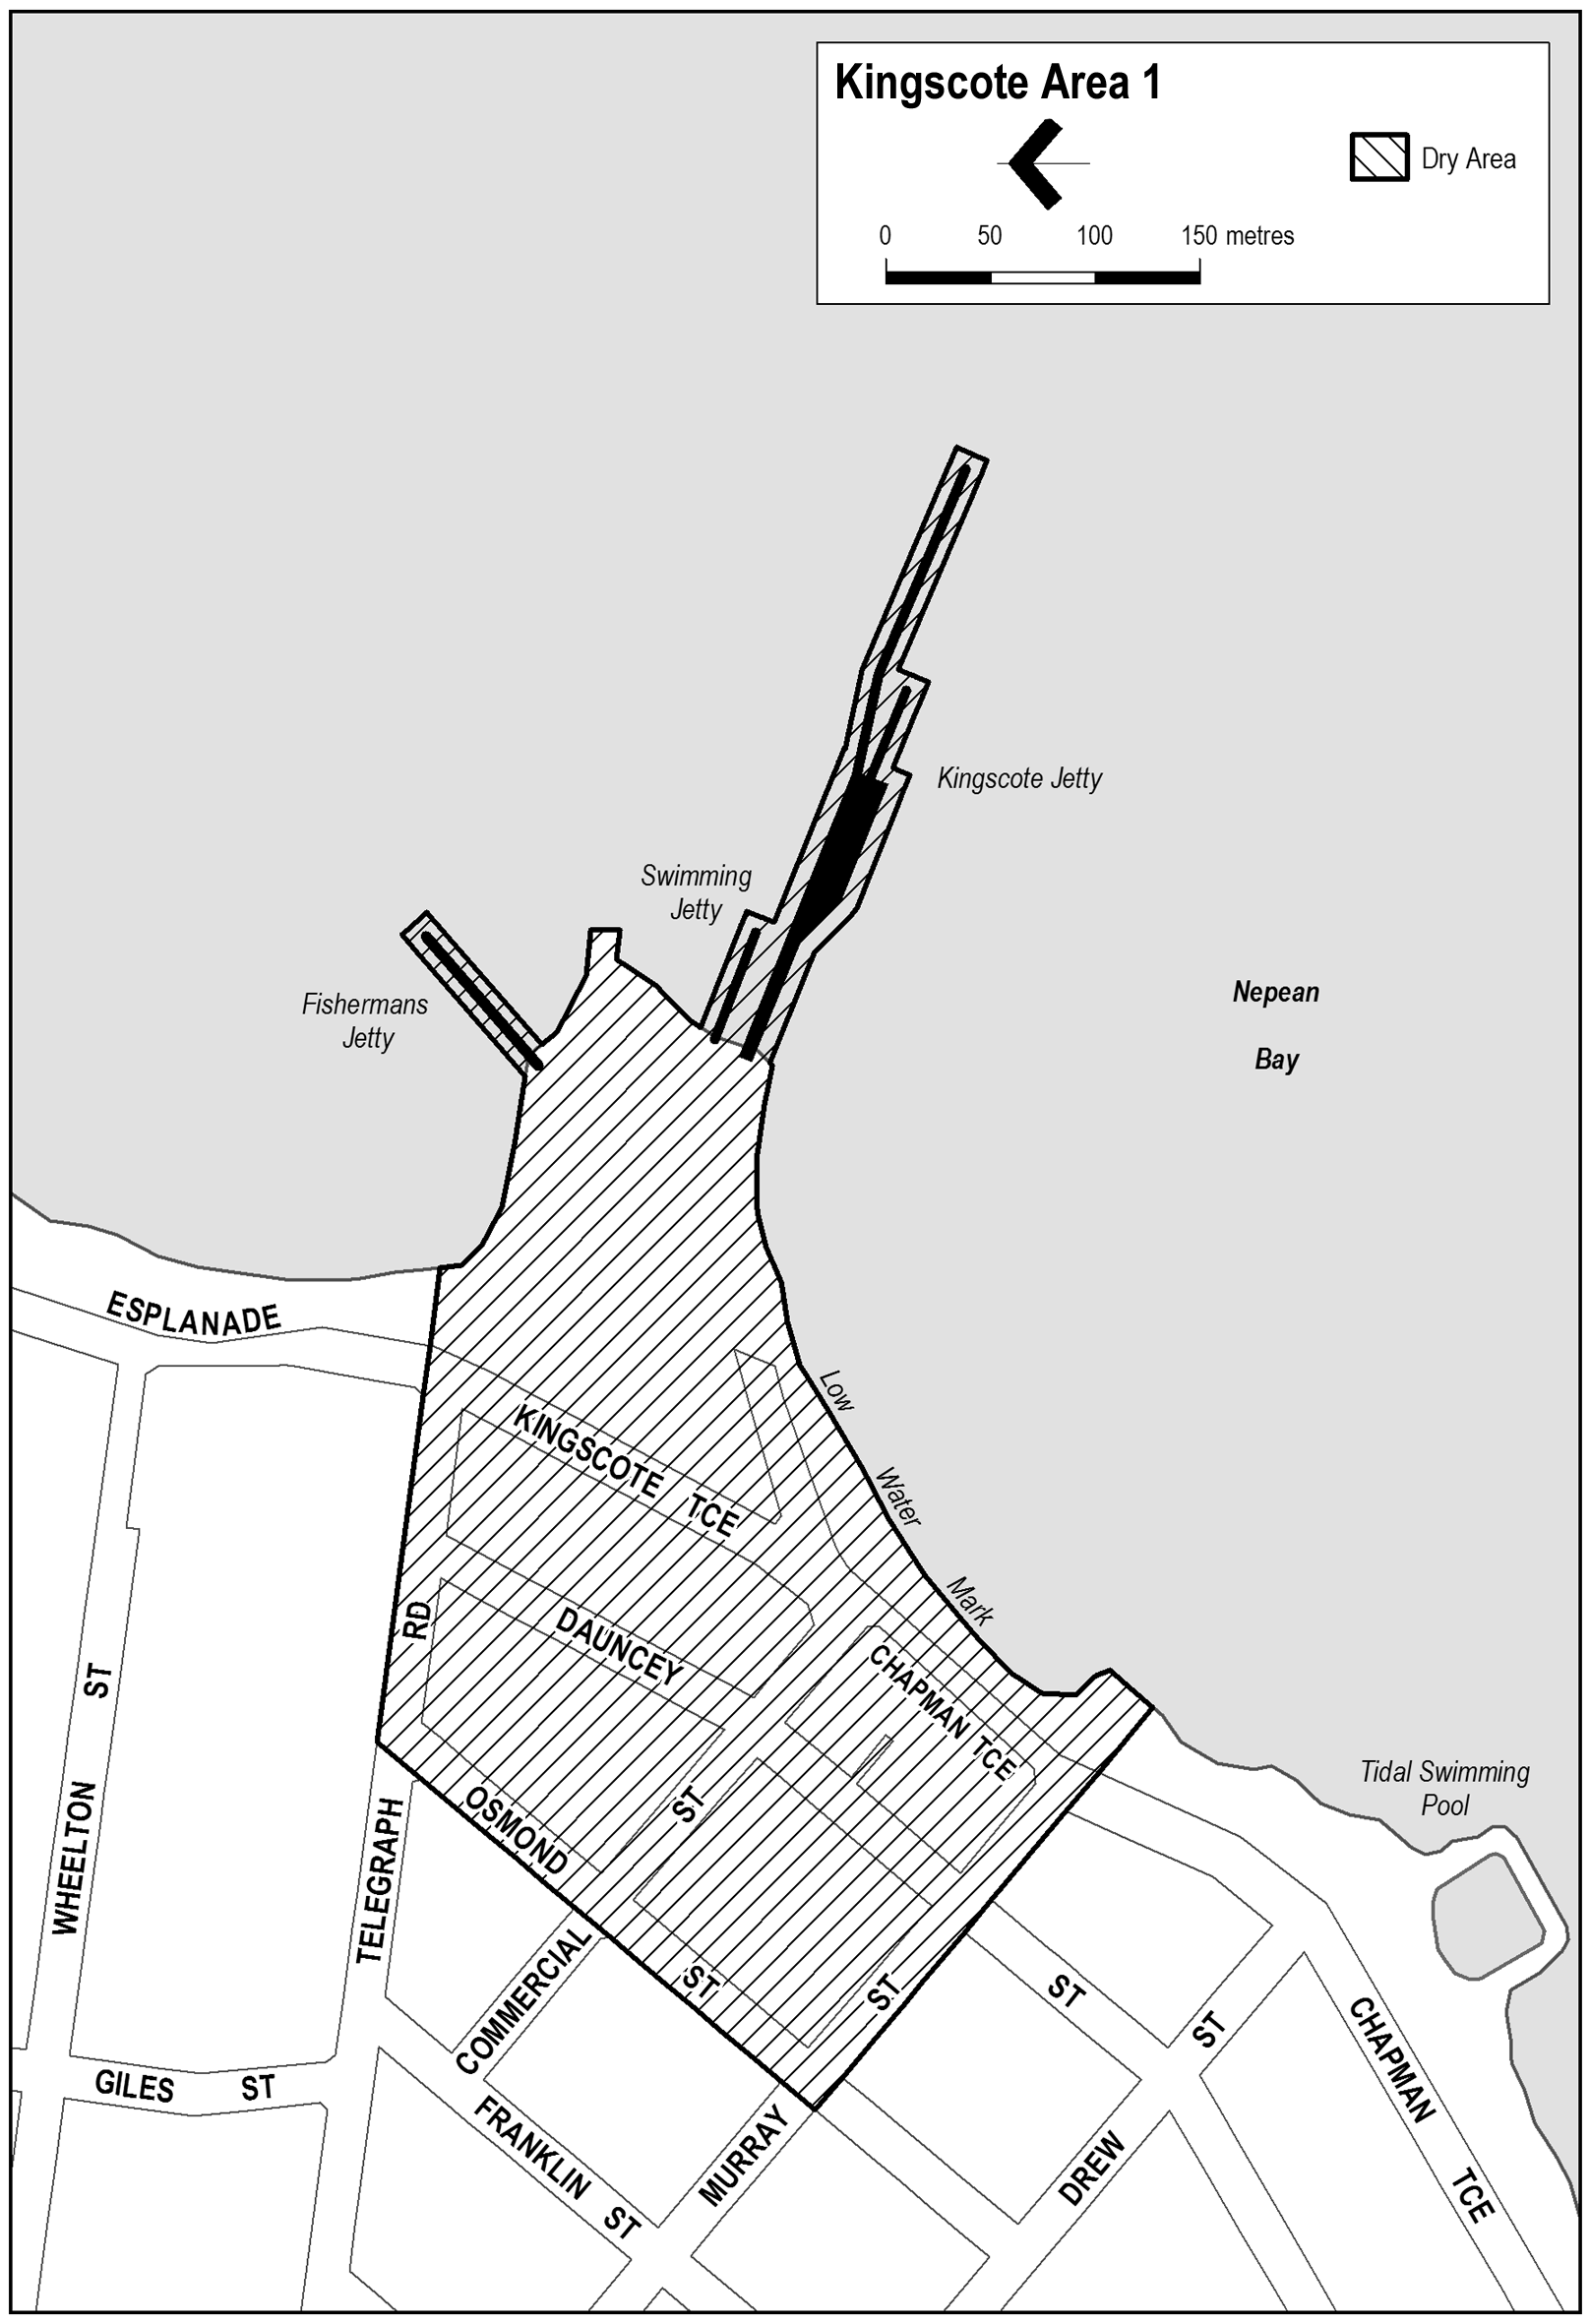 Kingscote Area 1
Dry Area
0 50 100 150 metres
Kingscote Jetty
Swimming
Jetty
Fishermans
Jetty
Nepean
Bay
ESPLANADE
Low
Water
Mark
KINGSCOTE TCE
RD
DAUNCEY
ST
CHAPMAN TCE
ST
WHEELTON
TELEGRAPH
OSMOND
ST
Tidal Swimming
Pool
COMMERCIAL
ST
ST
ST
CHAPMAN
TCE
GILES ST
FRANKLIN ST
MURRAY
DREW
ST